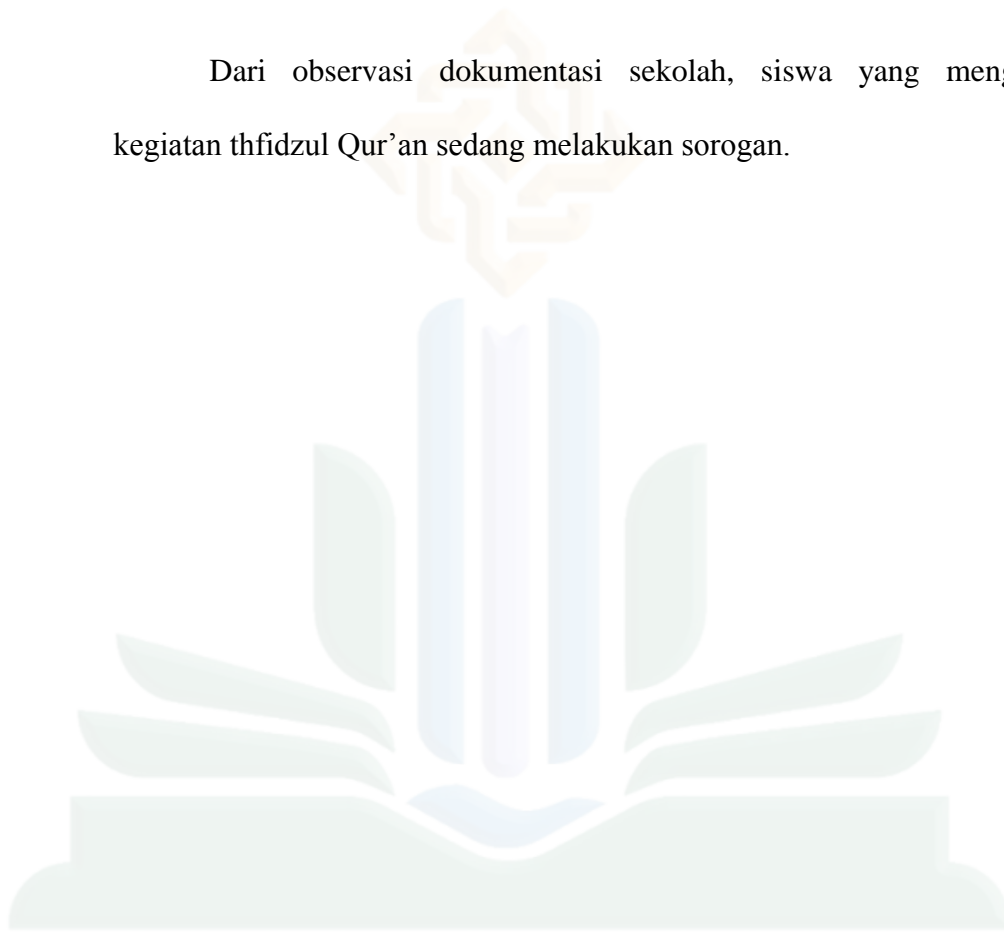 Dari observasi dokumentasi sekolah, siswa yang
kegiatan thfidzul Qur’an sedang melakukan sorogan.